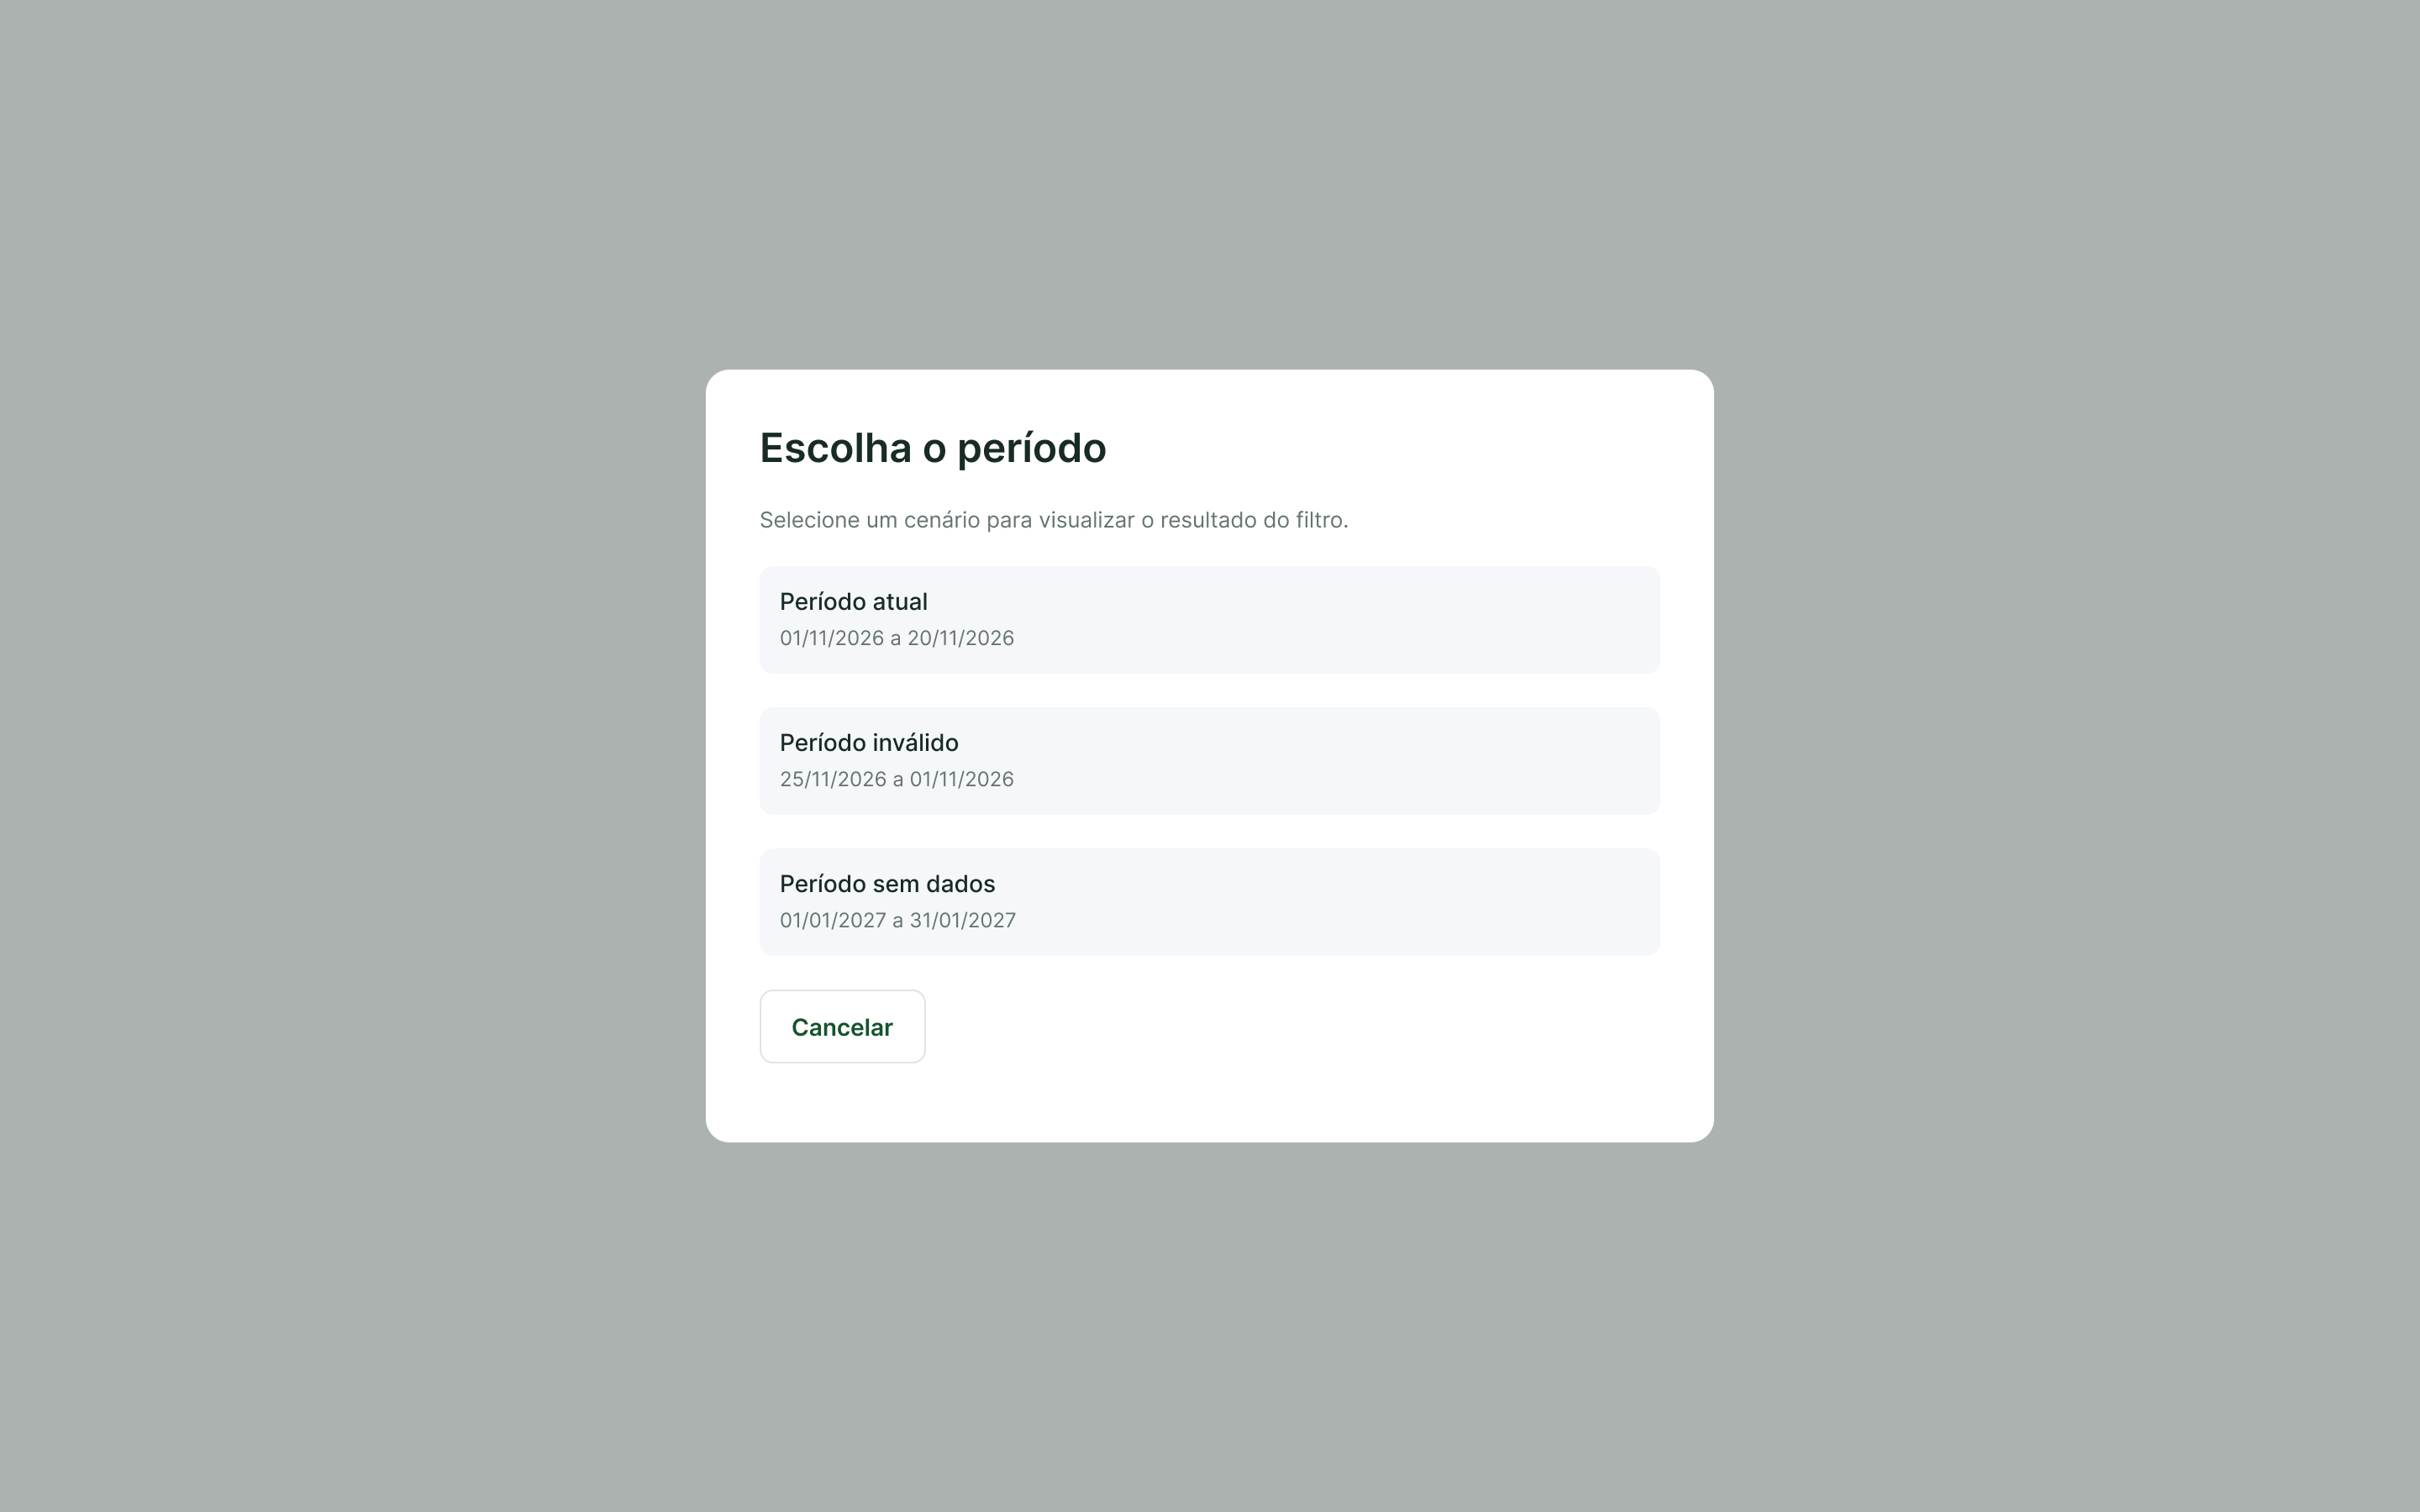 Escolha o período
Selecione um cenário para visualizar o resultado do filtro.
Período atual
01/11/2026 a 20/11/2026
Período inválido
25/11/2026 a 01/11/2026
Período sem dados
01/01/2027 a 31/01/2027
Cancelar